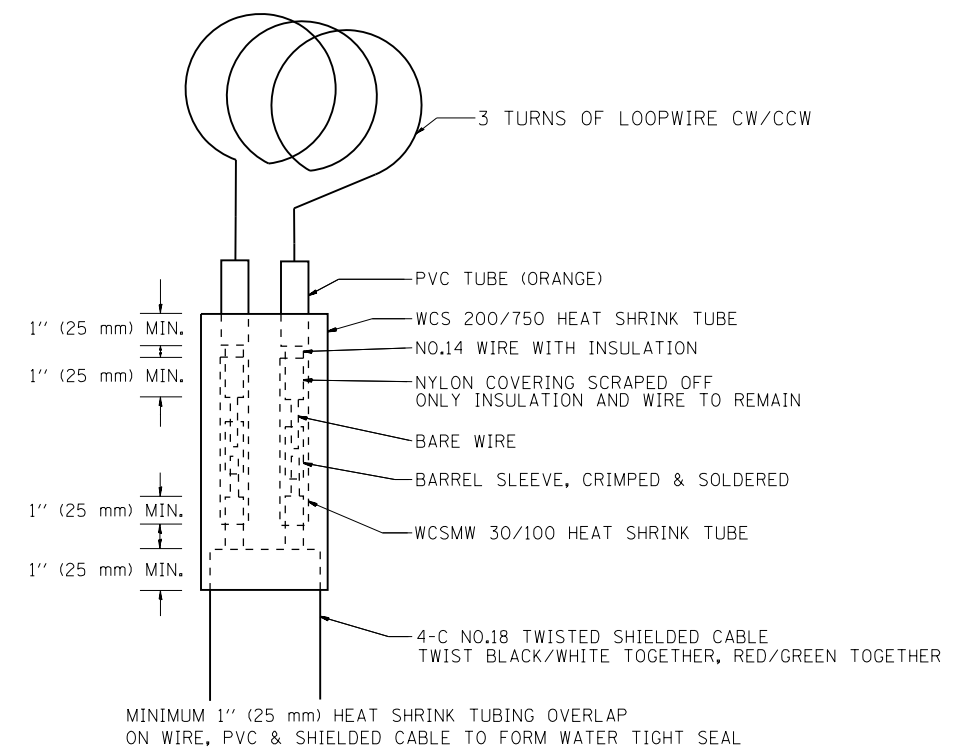 3 TURNS OF LOOPWIRE CW/CCW
PVC TUBE (ORANGE)
WCS 200/750 HEAT SHRINK TUBE
1" (25 mm) MIN.
NO.14 WIRE WITH INSULATION
1" (25 mm) MIN.
NYLON COVERING SCRAPED OFF
ONLY INSULATION AND WIRE TO REMAIN
BARE WIRE
BARREL SLEEVE, CRIMPED & SOLDERED
1" (25 mm) MIN.
WCSMW 30/100 HEAT SHRINK TUBE
1" (25 mm) MIN.
4-C NO.18 TWISTED SHIELDED CABLE
TWIST BLACK/WHITE TOGETHER, RED/GREEN TOGETHER
MINIMUM 1" (25 mm) HEAT SHRINK TUBING OVERLAP
ON WIRE, PVC & SHIELDED CABLE TO FORM WATER TIGHT SEAL